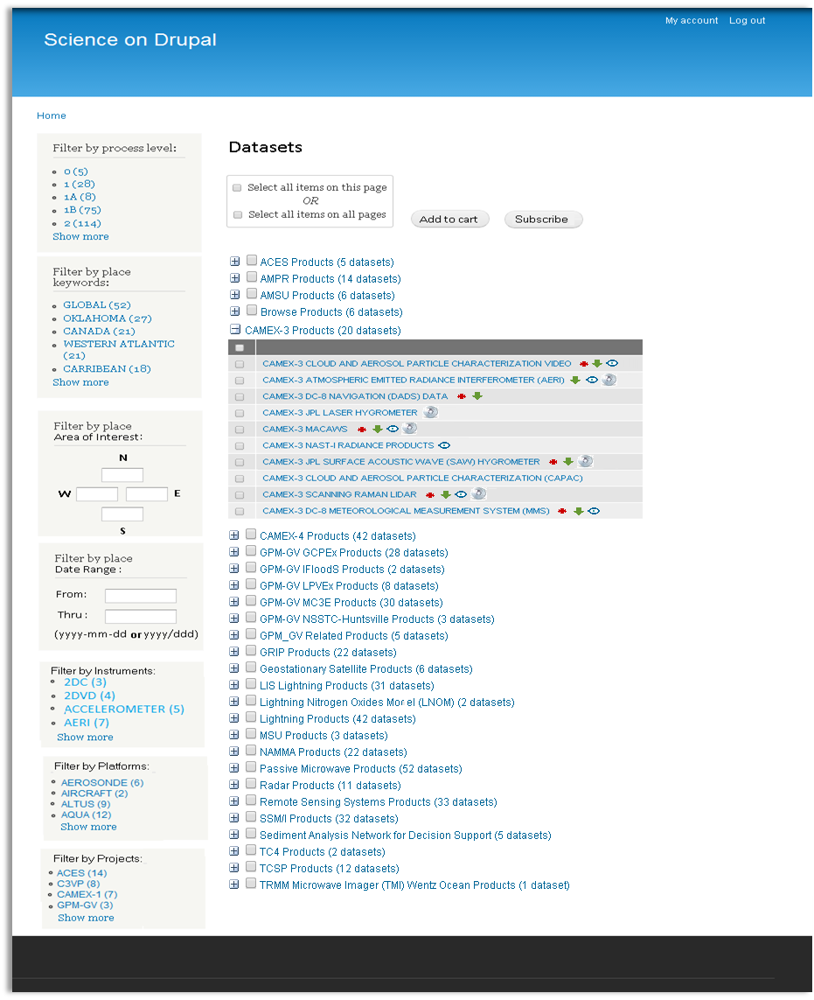 My account Log out
Science on Drupal
Home
Filter by process level:
0 (5)
1 (28)
1A (8)
1B (75)
2 (114)
Show more
Filter by place
keywords:
GLOBAL (52)
OKLAHOMA (27)
CANADA (21)
WESTERN ATLANTIC
(21)
CARRIBEAN (18)
Show more
Filter by place
Area of Interest:
N
W E
S
Filter by place
Date Range :
From:
Thru :
(yyyy-mm-dd or yyyy/ddd)
Filter by Instruments:
2DC (3)
2DVD (4)
ACCELEROMETER (5)
AERI (7)
Show more
Filter by Platforms:
AEROSONDE (6)
AIRCRAFT (2)
ALTUS (9)
AQUA (12)
Show more
Filter by Projects:
ACES (14)
C3VP (8)
CAMEX-1 (7)
GPM-GV (3)
Show more
Datasets
Select all items on this page
OR
Select all items on all pages
Add to cart Subscribe
ACES Products (5 datasets)
AMPR Products (14 datasets)
AMSU Products (6 datasets)
Browse Products (6 datasets)
CAMEX-3 Products (20 datasets)
CAMEX-3 CLOUD AND AEROSOL PARTICLE CHARACTERIZATION VIDEO
CAMEX-3 ATMOSPHERIC EMITTED RADIANCE INTERFEROMETER (AERI)
CAMEX-3 DC-8 NAVIGATION (DADS) DATA
CAMEX-3 JPL LASER HYGROMETER
CAMEX-3 MACAWS
CAMEX-3 NAST-I RADIANCE PRODUCTS
CAMEX-3 JPL SURFACE ACOUSTIC WAVE (SAW) HYGROMETER
CAMEX-3 CLOUD AND AEROSOL PARTICLE CHARACTERIZATION (CAPAC)
CAMEX-3 SCANNING RAMAN LIDAR
CAMEX-3 DC-8 METEOROLOGICAL MEASUREMENT SYSTEM (MMS)
CAMEX-4 Products (42 datasets)
GPM-GV GCPEx Products (28 datasets)
GPM-GV IFloodS Products (2 datasets)
GPM-GV LPVEx Products (8 datasets)
GPM-GV MC3E Products (30 datasets)
GPM-GV NSSTC-Huntsville Products (3 datasets)
GPM_GV Related Products (5 datasets)
GRIP Products (22 datasets)
Geostationary Satellite Products (6 datasets)
LIS Lightning Products (31 datasets)
Lightning Nitrogen Oxides Model (LNOM) (2 datasets)
Lightning Products (42 datasets)
MSU Products (3 datasets)
NAMMA Products (22 datasets)
Passive Microwave Products (52 datasets)
Radar Products (11 datasets)
Remote Sensing Systems Products (33 datasets)
SSM/I Products (32 datasets)
Sediment Analysis Network for Decision Support (5 datasets)
TC4 Products (2 datasets)
TCSP Products (12 datasets)
TRMM Microwave Imager (TMI) Wentz Ocean Products (1 dataset)